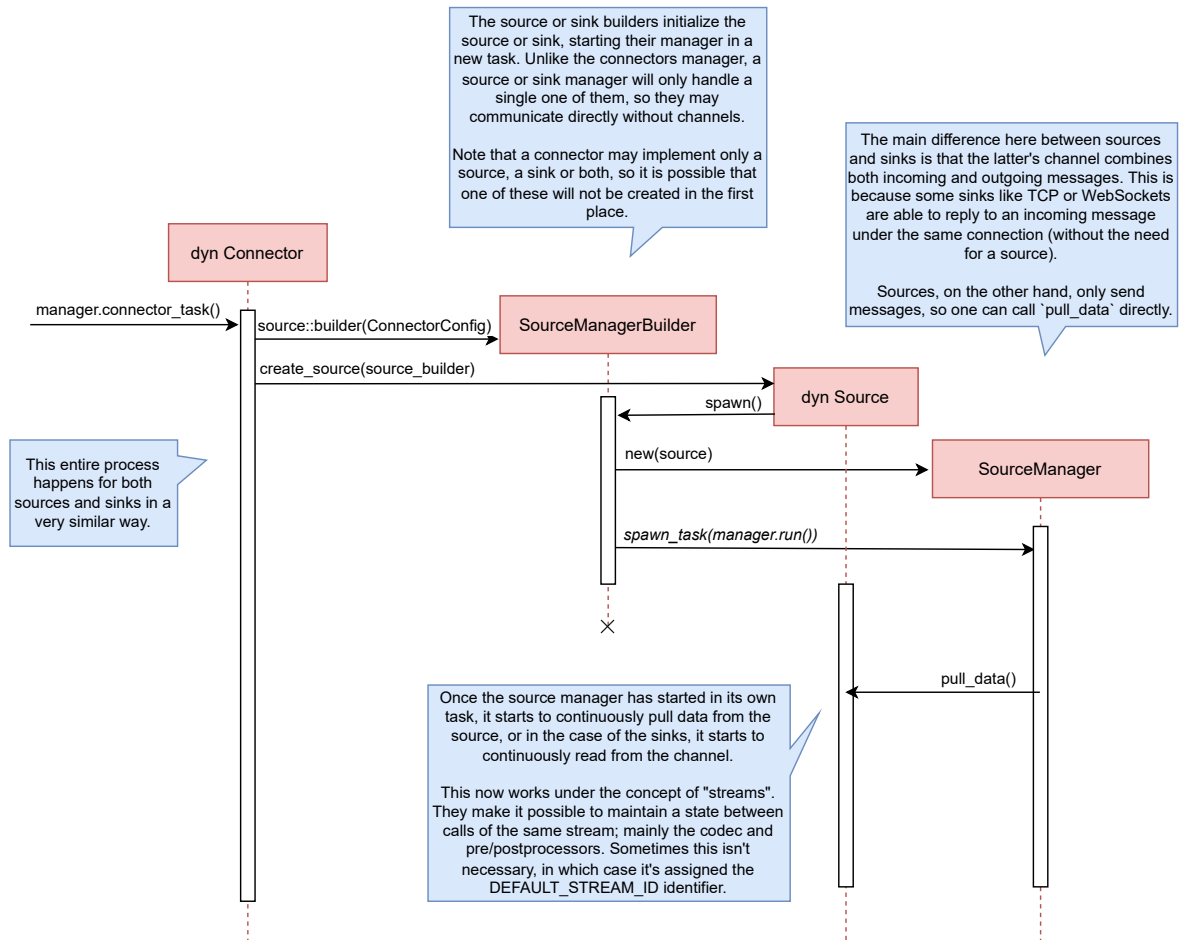 The source or sink builders initialize the
source or sink, starting their manager in a
new task. Unlike the connectors manager, a
source or sink manager will only handle a
single one of them, so they may
communicate directly without channels.
Note that a connector may implement only a
source, a sink or both, so it is possible that
one of these will not be created in the first
place.
The main difference here between sources
and sinks is that the latter's channel combines
both incoming and outgoing messages. This is
because some sinks like TCP or WebSockets
are able to reply to an incoming message
under the same connection (without the need
for a source).
Sources, on the other hand, only send
messages, so one can call `pull_data` directly.
dyn Connector
manager.connector_task()
source::builder(ConnectorConfig)
SourceManagerBuilder
create_source(source_builder)
dyn Source
spawn()
new(source)
SourceManager
This entire process
happens for both
sources and sinks in a
very similar way.
spawn_task(manager.run())
pull_data()
Once the source manager has started in its own
task, it starts to continuously pull data from the
source, or in the case of the sinks, it starts to
continuously read from the channel.
This now works under the concept of "streams".
They make it possible to maintain a state between
calls of the same stream; mainly the codec and
pre/postprocessors. Sometimes this isn't
necessary, in which case it's assigned the
DEFAULT_STREAM_ID identifier.